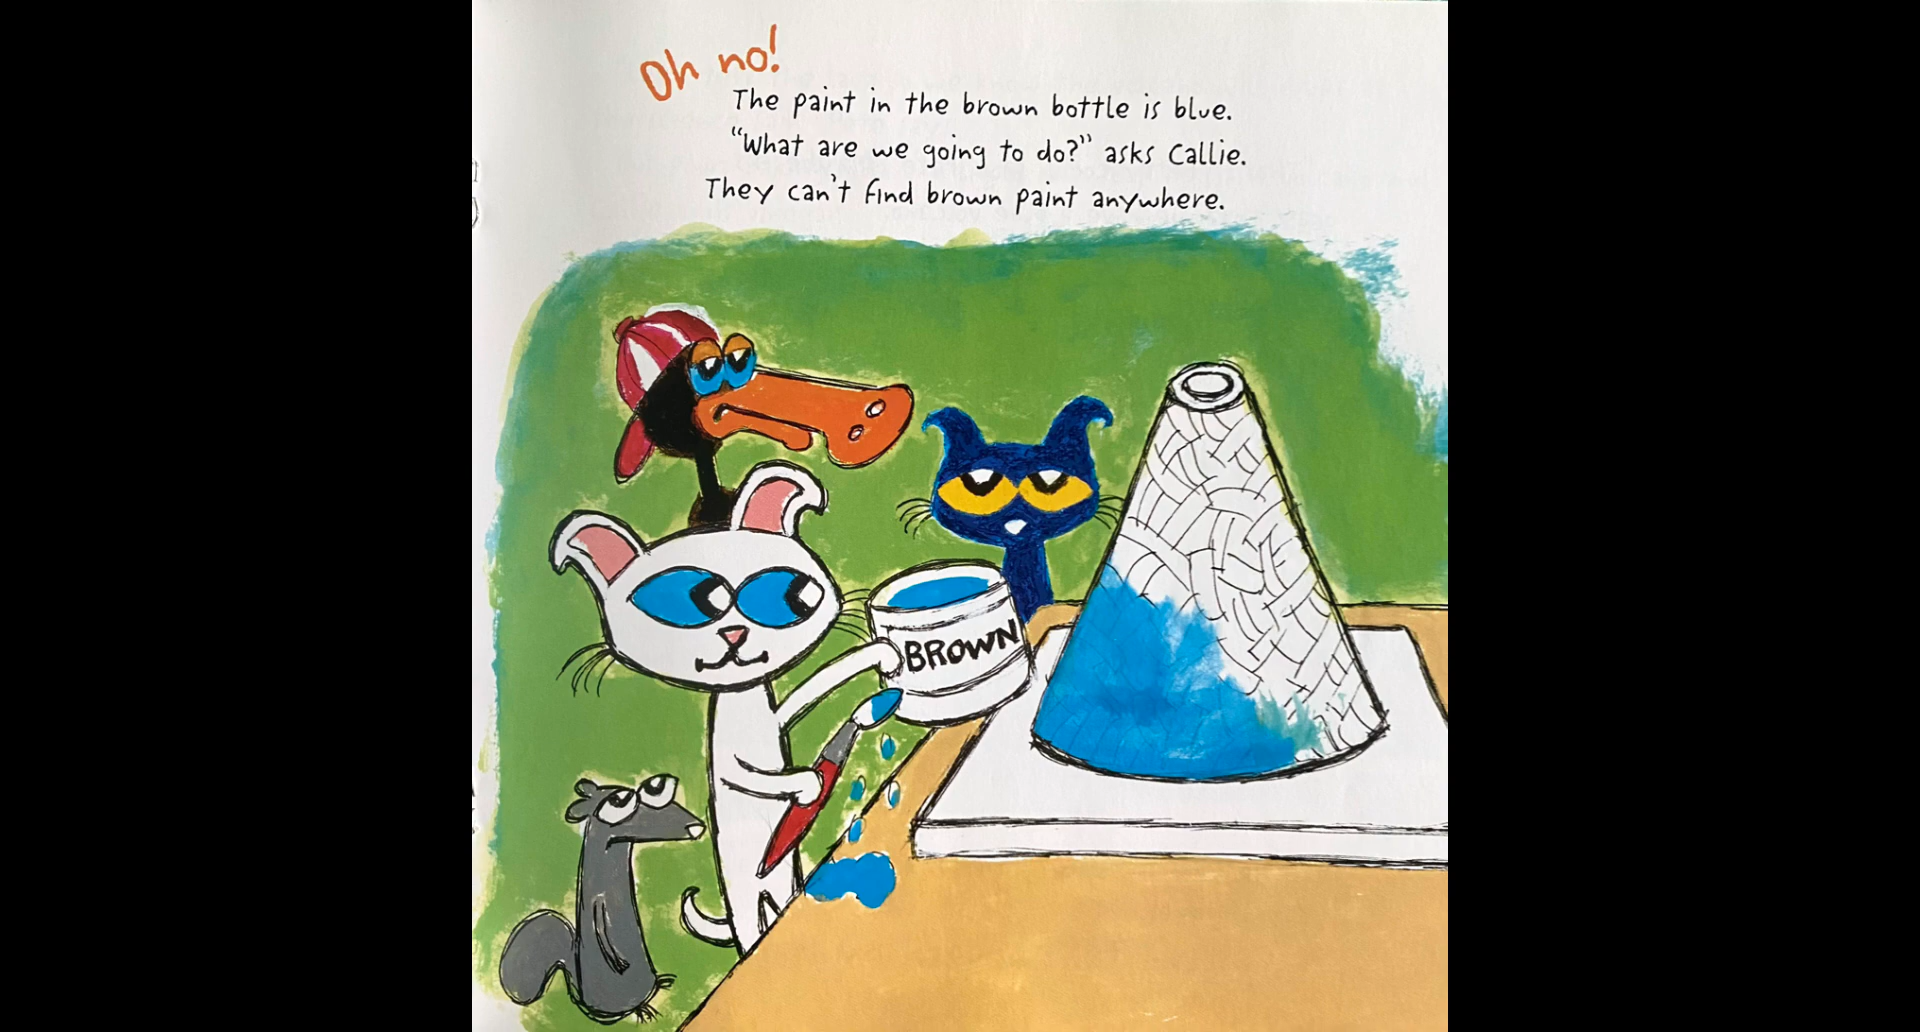 Oh no!
The paint in the brown bottle is blue.
“What are we going to do?” asks Callie.
They can't find brown paint anywhere.
BROWN